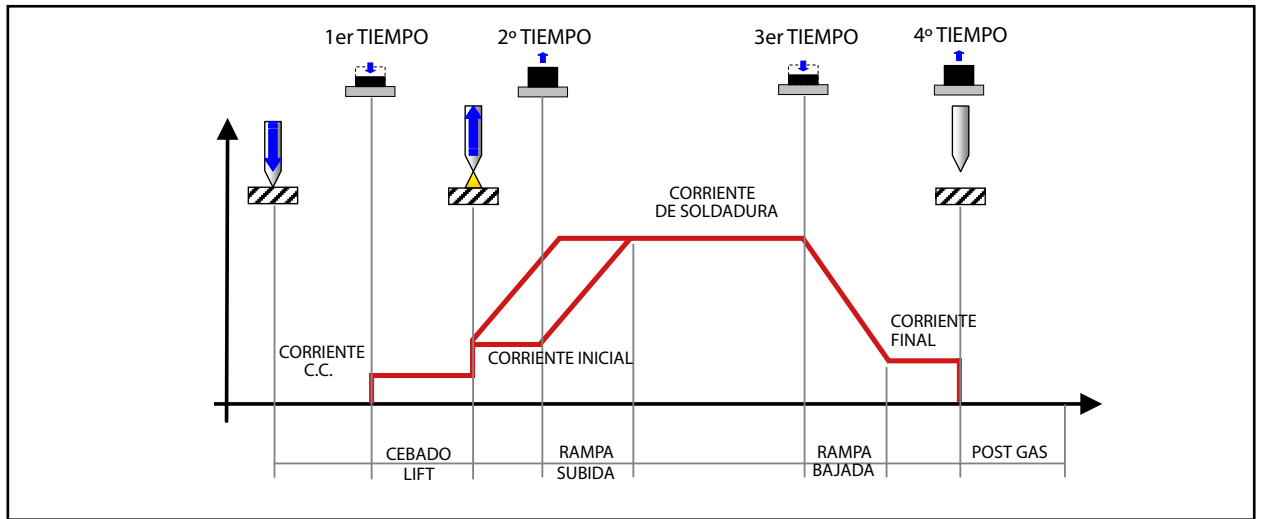 1er TIEMPO
2º TIEMPO
3er TIEMPO
4º TIEMPO
CORRIENTE
DE SOLDADURA
CORRIENTE
C.C.
CORRIENTE INICIAL
CORRIENTE
FINAL
CEBADO
LIFT
RAMPA
SUBIDA
RAMPA
BAJADA
POST GAS